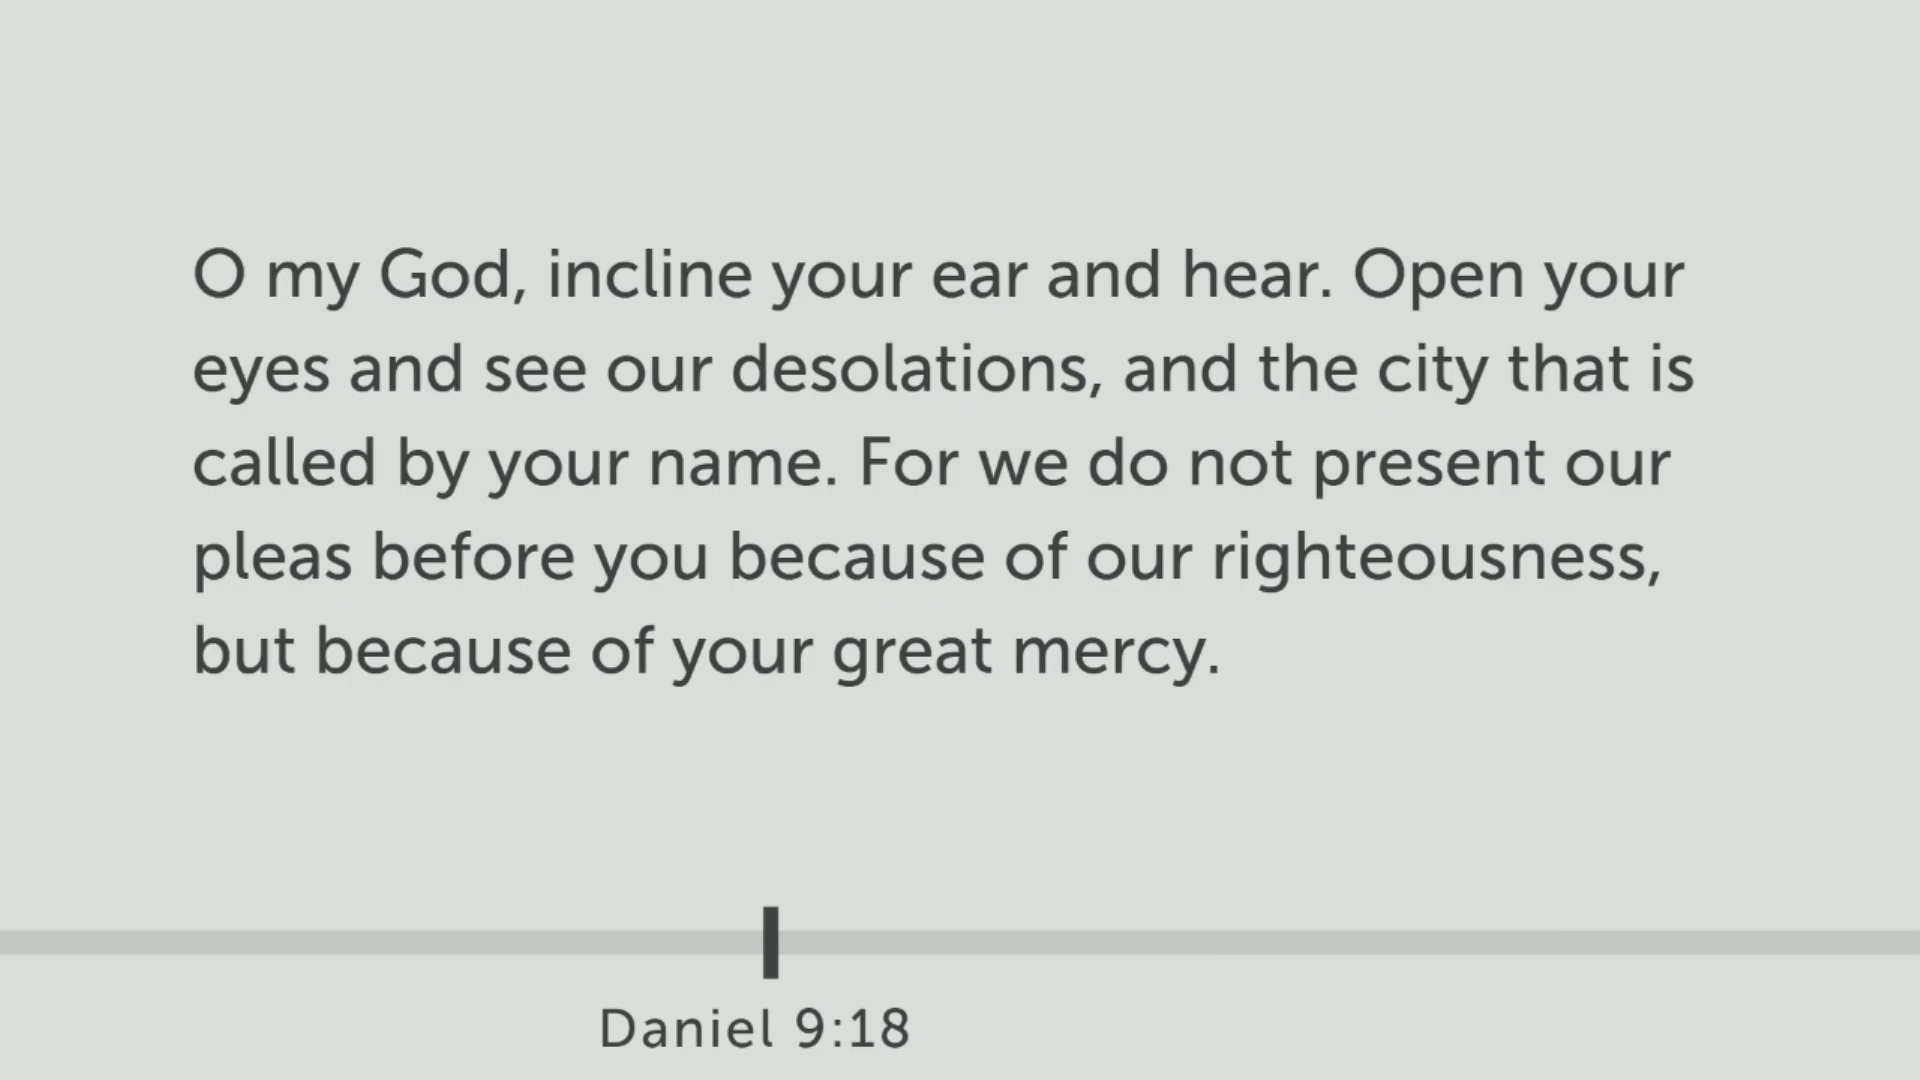 O my God, incline your ear and hear. Open your
eyes and see our desolations, and the city that is
called by your name. For we do not present our
pleas before you because of our righteousness,
but because of your great mercy.
Daniel 9:18